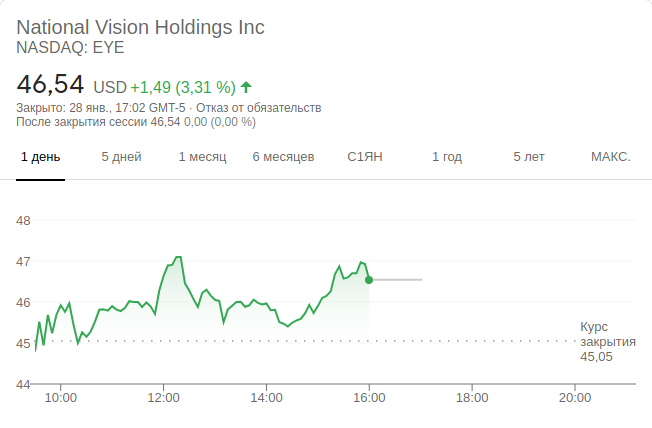 National Vision Holdings Inc
NASDAQ: EYE
46,54 USD +1,49 (3,31 %)
Закрыто: 28 янв., 17:02 GMT-5 · Отказ от обязательств
После закрытия сессии 46,54 0,00 (0,00 %)
1 день 5 дней 1 месяц 6 месяцев С1ЯН 1 год 5 лет МАКС.
48
47
46
45
44
Курс
закрытия
45,05
10:00 12:00 14:00 16:00 18:00 20:00